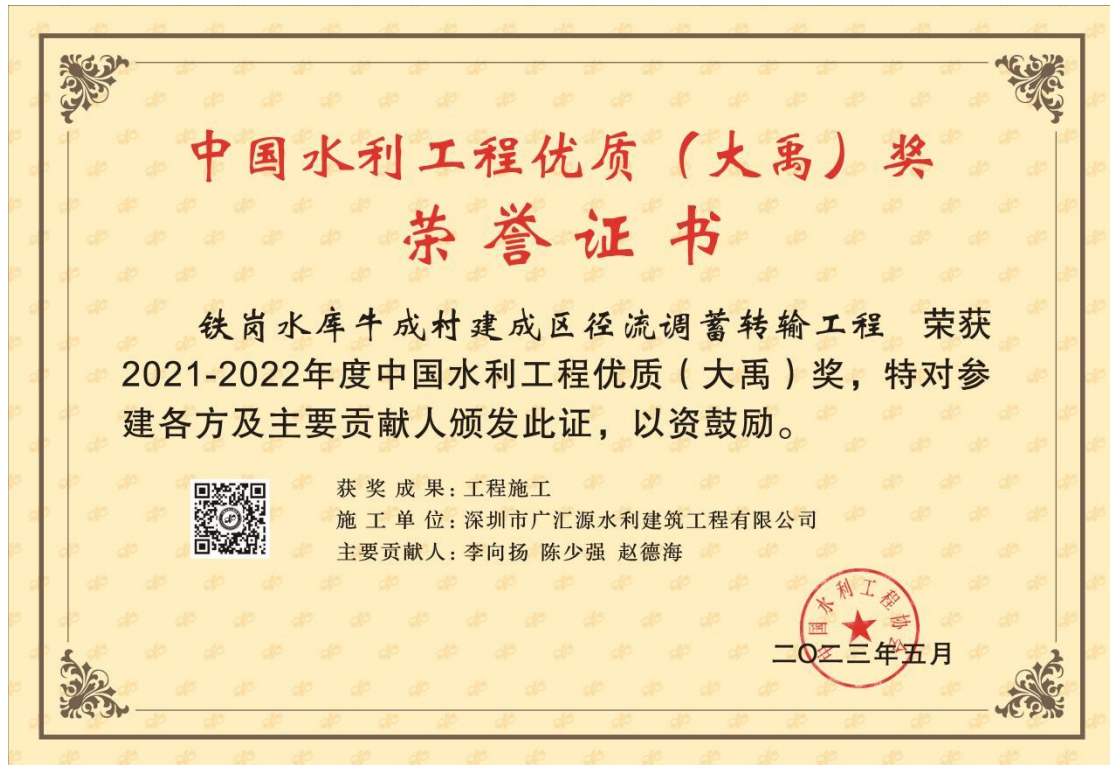 中国水利工程优质（大禹）奖
荣誉证书
铁岗水库牛成村建成区径流调蓄转输工程 荣获
2021-2022年度中国水利工程优质（大禹）奖，特对参
建各方及主要贡献人颁发此证，以资鼓励。
获奖成果：工程施工
施工单位：深圳市广汇源水利建筑工程有限公司
主要贡献人：李向扬 陈少强 赵德海
中国水利工程协会
二〇二三年五月